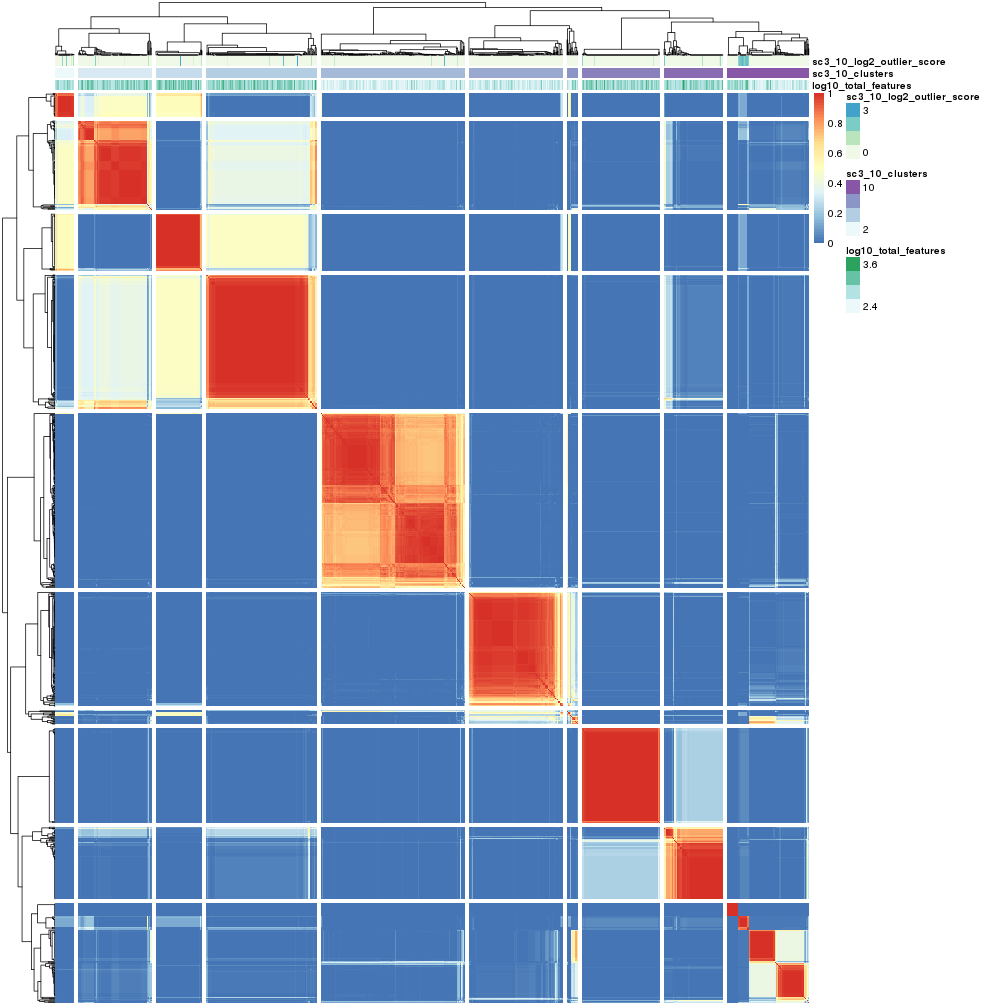 sc3_10_log2_outlier_score
sc3_10_clusters
log10_total_features
1
0.8
0.6
0.4
0.2
0
sc3_10_log2_outlier_score
3
0
sc3_10_clusters
10
2
log10_total_features
3.6
2.4